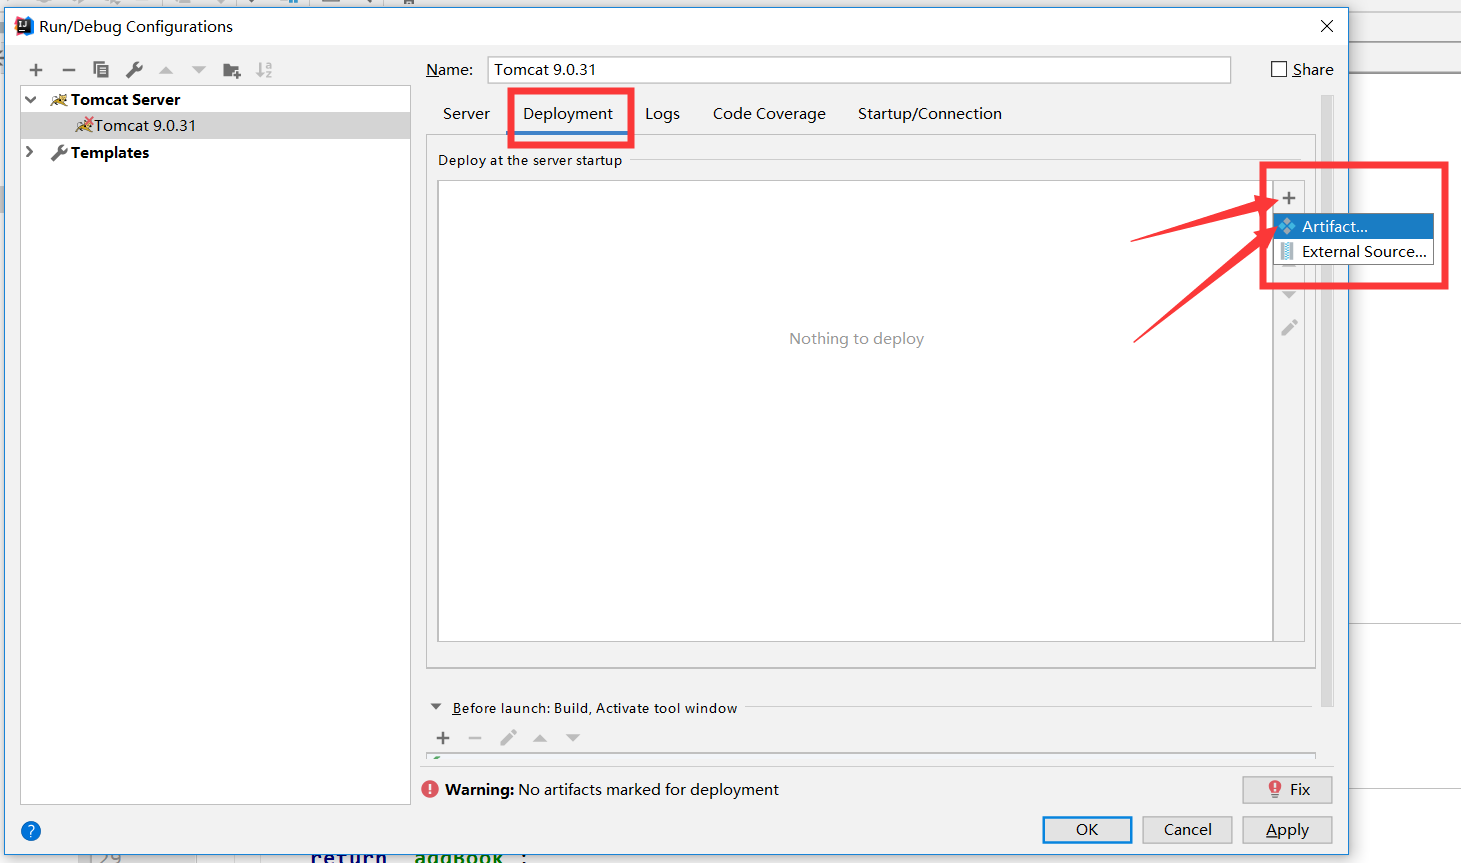 Run/Debug Configurations
Name: Tomcat 9.0.31
Share
Tomcat Server
Tomcat 9.0.31
Templates
Server Deployment Logs Code Coverage Startup/Connection
Deploy at the server startup
Artifact...
External Source...
Nothing to deploy
Before launch: Build, Activate tool window
Warning: No artifacts marked for deployment
Fix
OK Cancel Apply
29 return "addBook";